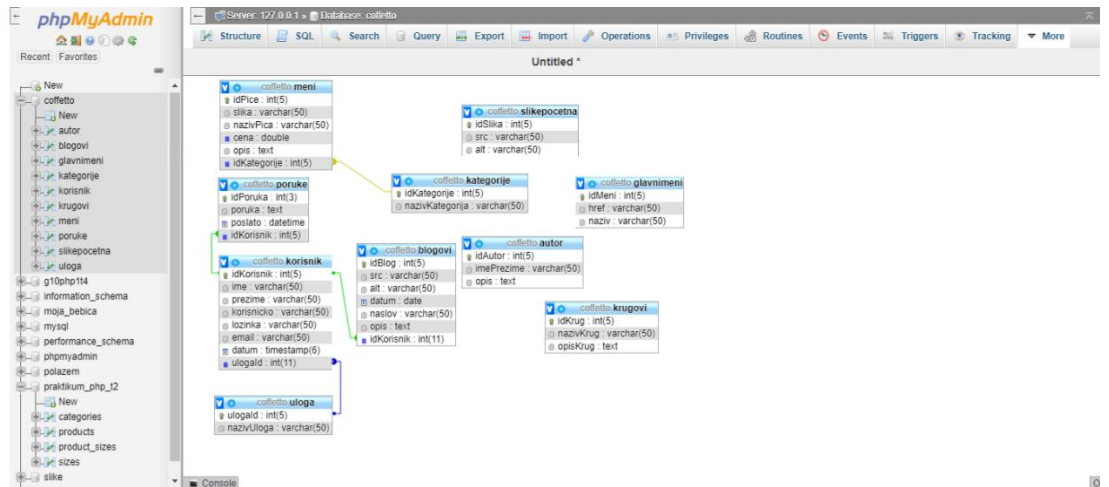 phpMyAdmin
Recent Favorites
New
coffetto
New
autor
blogovi
glavnimeni
kategorije
korisnik
krugovi
meni
poruke
slikepocetna
uloga
g10php1t4
information_schema
moja_bebica
mysql
performance_schema
phpmyadmin
polazem
praktikum_php_t2
New
categories
products
product_sizes
sizes
slike
Server: 127.0.0.1 » Database: coffetto
Structure SQL Search Query Export Import Operations Privileges Routines Events Triggers Tracking More
Untitled *
coffetto meni
idPice : int(5)
slika : varchar(50)
nazivPica : varchar(50)
cena : double
opis : text
idKategorije : int(5)
coffetto slikepocetna
idSlika : int(5)
src : varchar(50)
alt : varchar(50)
coffetto kategorije
idKategorije : int(5)
nazivKategorija : varchar(50)
coffetto glavnimeni
idMeni : int(5)
href : varchar(50)
naziv : varchar(50)
coffetto poruke
idPoruka : int(3)
poruka : text
poslato : datetime
idKorisnik : int(5)
coffetto korisnik
idKorisnik : int(5)
ime : varchar(50)
prezime : varchar(50)
korisnicko : varchar(50)
lozinka : varchar(50)
email : varchar(50)
datum : timestamp(6)
ulogaId : int(11)
coffetto blogovi
idBlog : int(5)
src : varchar(50)
alt : varchar(50)
datum : date
naslov : varchar(50)
opis : text
idKorisnik : int(11)
coffetto autor
idAutor : int(5)
imePrezime : varchar(50)
opis : text
coffetto krugovi
idKrug : int(5)
nazivKrug : varchar(50)
opisKrug : text
coffetto uloga
ulogaId : int(5)
nazivUloga : varchar(50)
Console